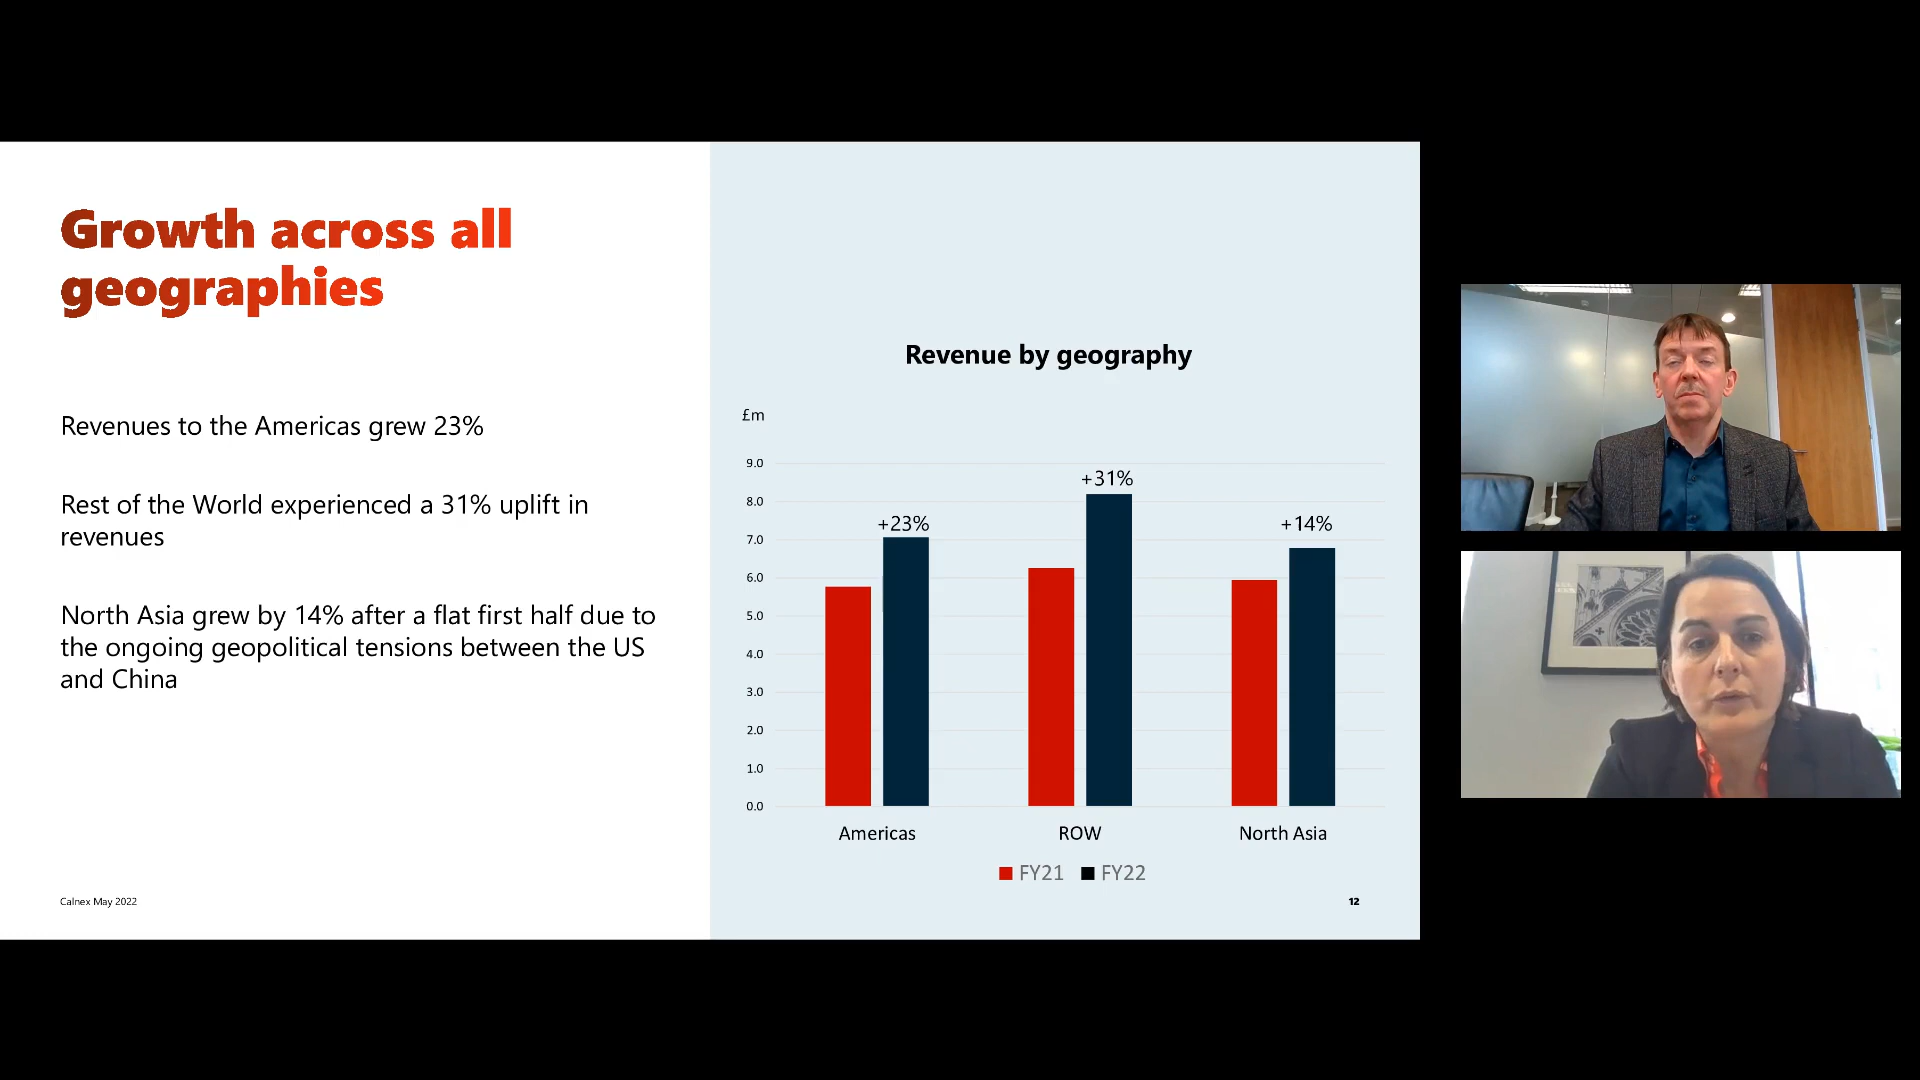 Growth across all
geographies
Revenues to the Americas grew 23%
Rest of the World experienced a 31% uplift in
revenues
North Asia grew by 14% after a flat first half due to
the ongoing geopolitical tensions between the US
and China
Calnex May 2022
Revenue by geography
£m
9.0
8.0
7.0
6.0
5.0
4.0
3.0
2.0
1.0
0.0
+23%
+31%
+14%
Americas
ROW
North Asia
FY21
FY22
12